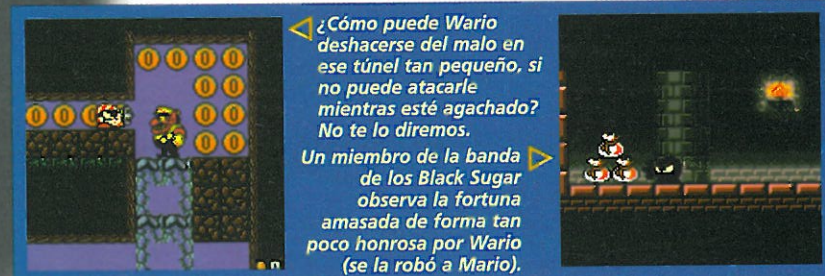 ¿Cómo puede Wario
deshacerse del malo en
ese túnel tan pequeño, si
no puede atacarle
mientras esté agachado?
No te lo diremos.
Un miembro de la banda
de los Black Sugar
observa la fortuna
amasada de forma tan
poco honrosa por Wario
(se la robó a Mario).